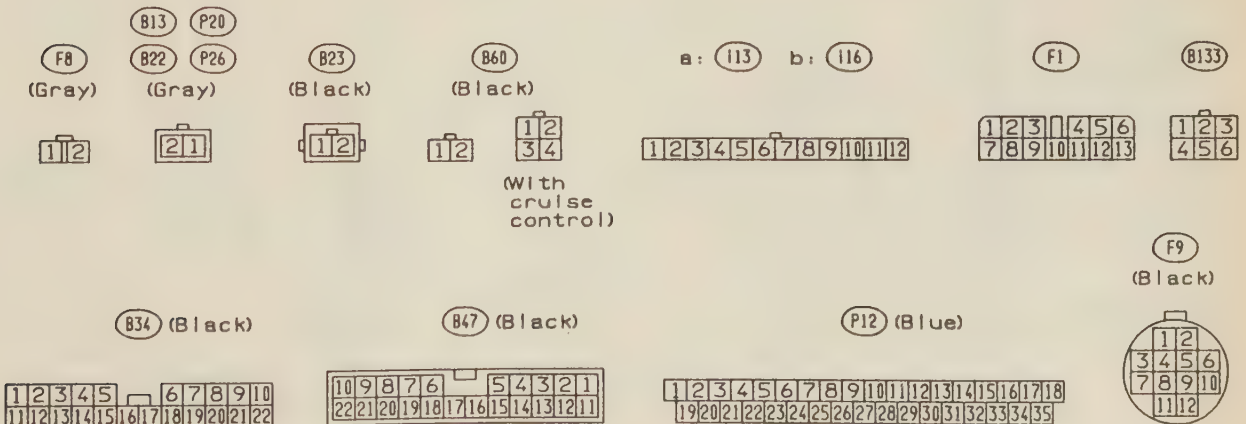 B13 P20
F8 B22 P26 B23 B60 a: i13 b: i16 F1 B133
(Gray) (Gray) (Black) (Black)
1 2
2 1
1 2
1 2
1 2
3 4
(With
cruise
control)
1 2 3 4 5 6 7 8 9 10 11 12
1 2 3 4 5 6
7 8 9 10 11 12 13
1 2 3
4 5 6
B34 (Black)
1 2 3 4 5 6 7 8 9 10
11 12 13 14 15 16 17 18 19 20 21 22
B47 (Black)
10 9 8 7 6 5 4 3 2 1
22 21 20 19 18 17 16 15 14 13 12 11
P12 (Blue)
1 2 3 4 5 6 7 8 9 10 11 12 13 14 15 16 17 18
19 20 21 22 23 24 25 26 27 28 29 30 31 32 33 34 35
F9
(Black)
1 2
3 4 5 6
7 8 9 10
11 12